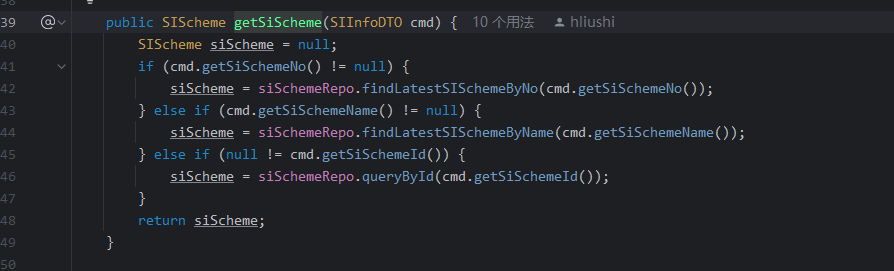 38
39 @ public SIScheme getSiScheme(SIInfoDTO cmd) { 10 个用法 hliushi
40 SIScheme siScheme = null;
41 if (cmd.getSiSchemeNo() != null) {
42 siScheme = siSchemeRepo.findLatestSISchemeByNo(cmd.getSiSchemeNo());
43 } else if (cmd.getSiSchemeName() != null) {
44 siScheme = siSchemeRepo.findLatestSISchemeByName(cmd.getSiSchemeName());
45 } else if (null != cmd.getSiSchemeId()) {
46 siScheme = siSchemeRepo.queryById(cmd.getSiSchemeId());
47 }
48 return siScheme;
49 }
50